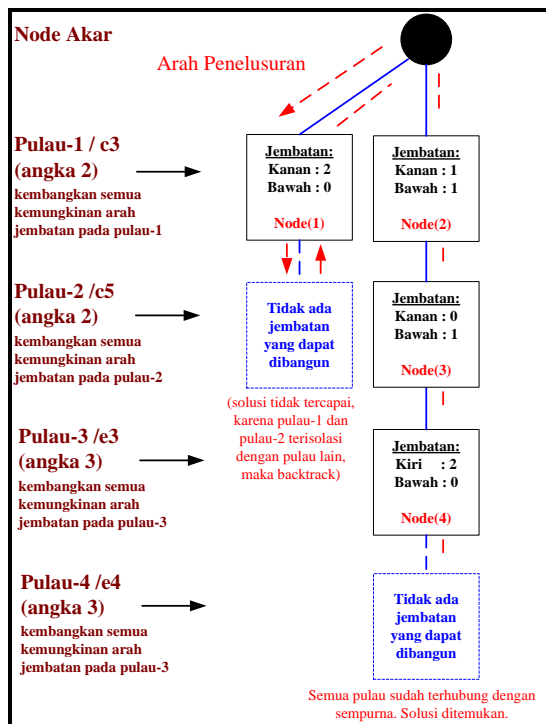 Node Akar
Arah Penelusuran
Pulau-1 / c3
(angka 2)
kembangkan semua
kemungkinan arah
jembatan pada pulau-1
Jembatan:
Kanan : 2
Bawah : 0
Node(1)
Jembatan:
Kanan : 1
Bawah : 1
Node(2)
Pulau-2 /c5
(angka 2)
kembangkan semua
kemungkinan arah
jembatan pada pulau-2
Tidak ada
jembatan
yang dapat
dibangun
(solusi tidak tercapai,
karena pulau-1 dan
pulau-2 terisolasi
dengan pulau lain,
maka backtrack)
Jembatan:
Kanan : 0
Bawah : 1
Node(3)
Pulau-3 /e3
(angka 3)
kembangkan semua
kemungkinan arah
jembatan pada pulau-3
Jembatan:
Kiri : 2
Bawah : 0
Node(4)
Pulau-4 /e4
(angka 3)
kembangkan semua
kemungkinan arah
jembatan pada pulau-3
Tidak ada
jembatan
yang dapat
dibangun
Semua pulau sudah terhubung dengan
sempurna. Solusi ditemukan.